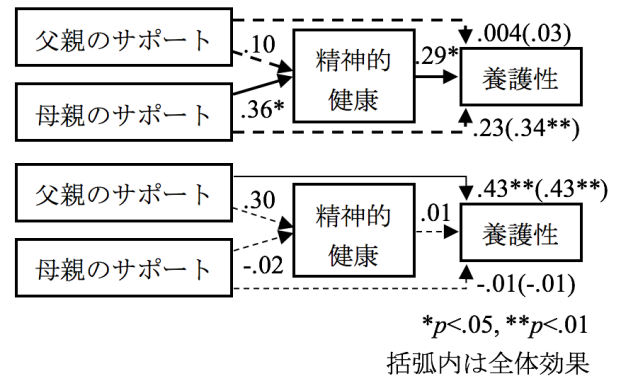 父親のサポート
.10
精神的
健康
.29*
.004(.03)
養護性
母親のサポート
.36*
.23(.34**)
父親のサポート
.30
精神的
健康
.01
.43**(.43**)
養護性
母親のサポート
-.02
-.01(-.01)
*p<.05, **p<.01
括弧内は全体効果